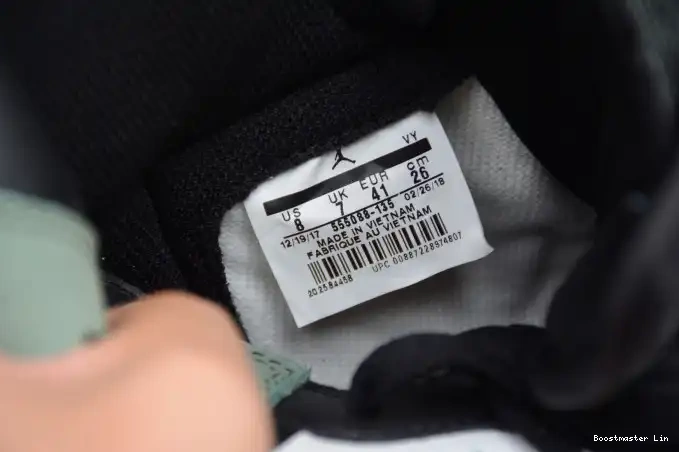 VY
US UK EUR cm
8 7 41 26
12/19/17 555088-135 02/26/18
MADE IN VIETNAM
FABRIQUE AU VIETNAM
2025844458 UPC 00887228974807
Boostmaster Lin